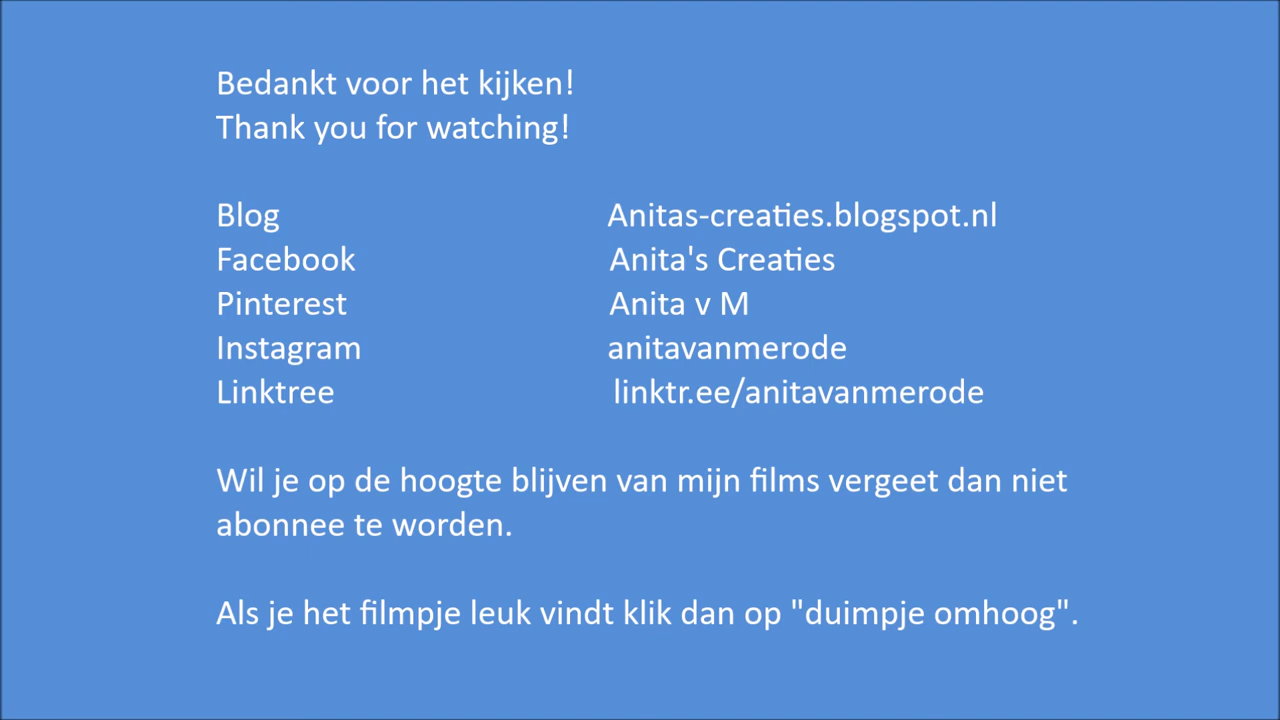 Bedankt voor het kijken!
Thank you for watching!
Blog Anitas-creaties.blogspot.nl
Facebook Anita's Creaties
Pinterest Anita v M
Instagram anitavanmerode
Linktree linktr.ee/anitavanmerode
Wil je op de hoogte blijven van mijn films vergeet dan niet
abonnee te worden.
Als je het filmpje leuk vindt klik dan op "duimpje omhoog".